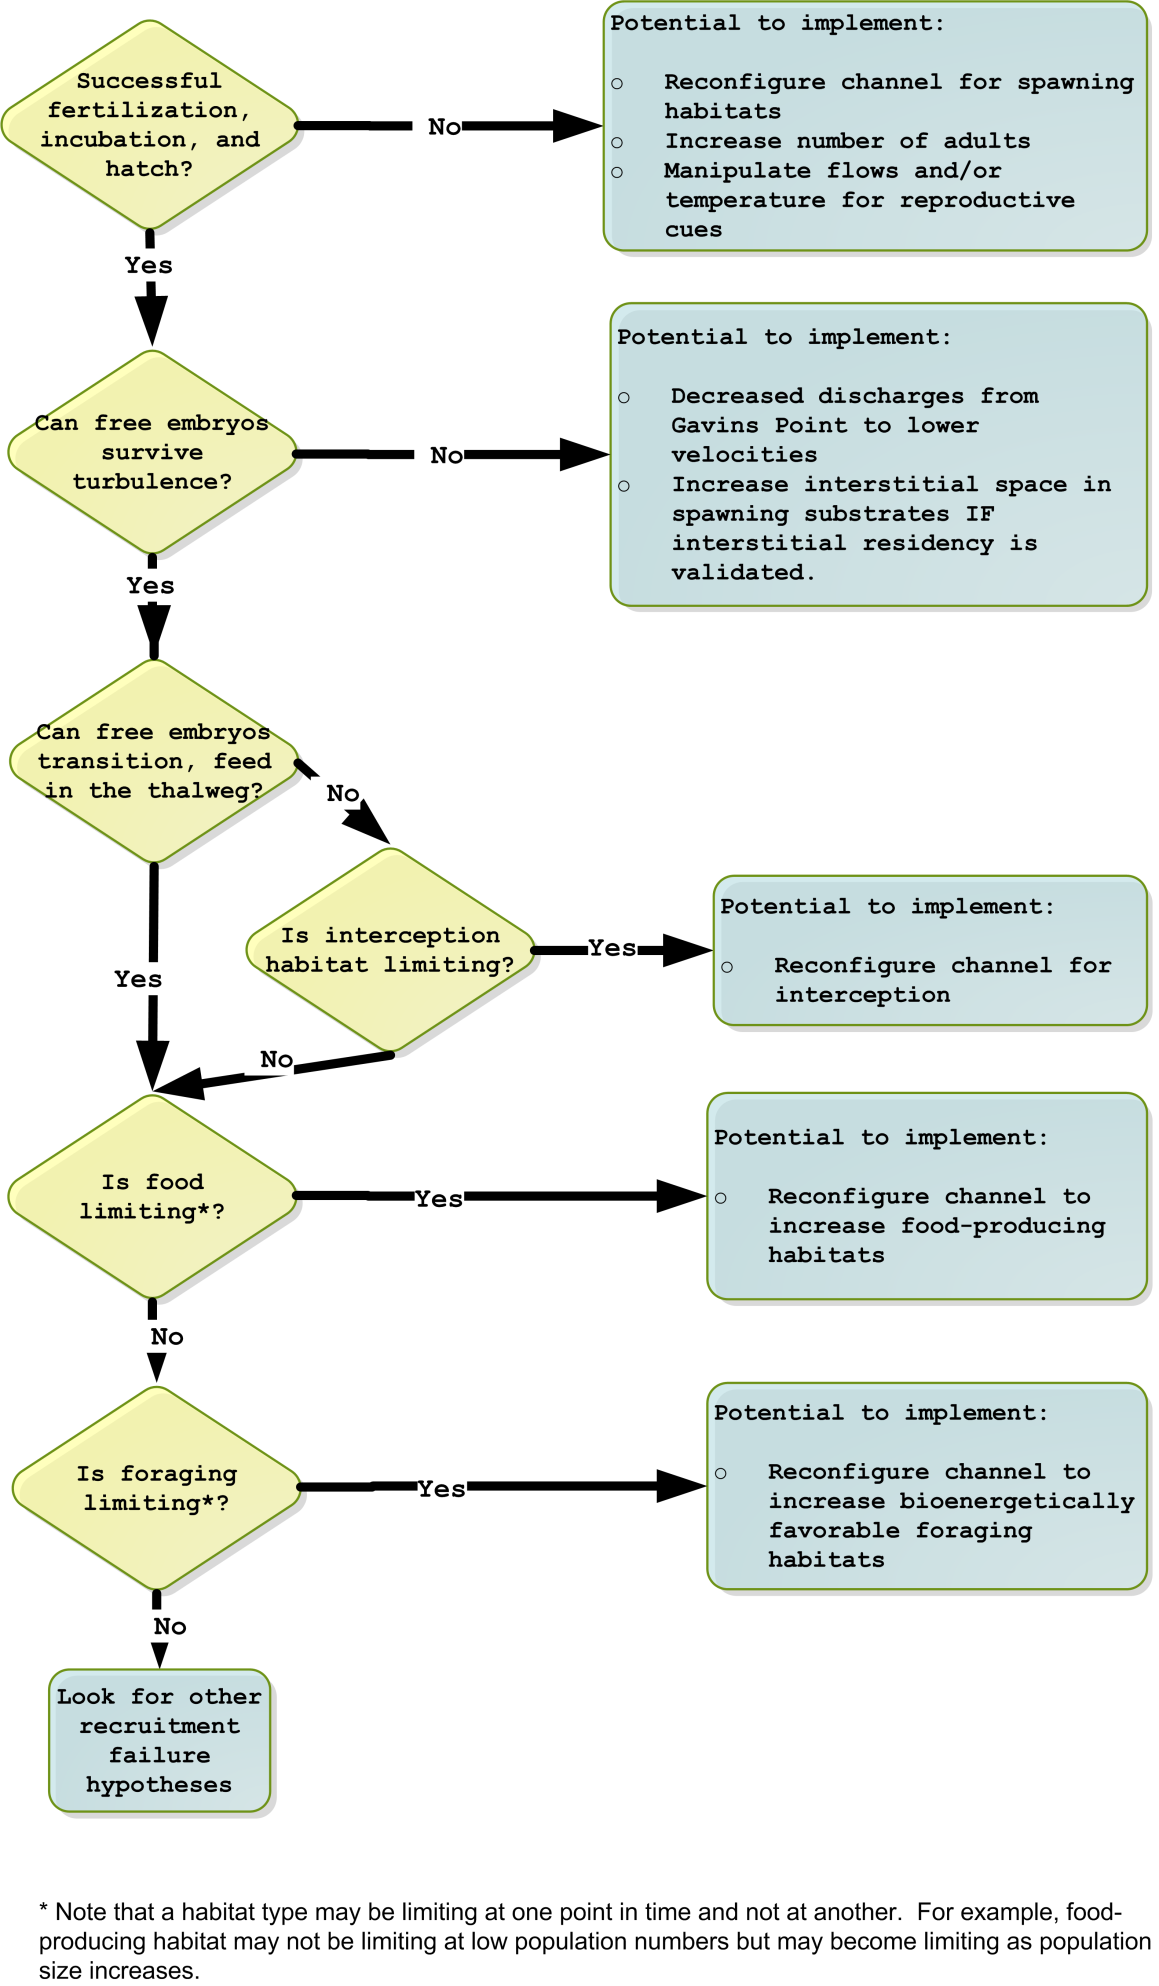 Successful
fertilization,
incubation, and
hatch?
No
Potential to implement:
○ Reconfigure channel for spawning
habitats
○ Increase number of adults
○ Manipulate flows and/or
temperature for reproductive
cues
Yes
Can free embryos
survive
turbulence?
No
Potential to implement:
○ Decreased discharges from
Gavins Point to lower
velocities
○ Increase interstitial space in
spawning substrates IF
interstitial residency is
validated.
Yes
Can free embryos
transition, feed
in the thalweg?
No
Is interception
habitat limiting?
Yes
Potential to implement:
○ Reconfigure channel for
interception
Yes
No
Is food
limiting*?
Yes
Potential to implement:
○ Reconfigure channel to
increase food-producing
habitats
No
Is foraging
limiting*?
Yes
Potential to implement:
○ Reconfigure channel to
increase bioenergetically
favorable foraging
habitats
No
Look for other
recruitment
failure
hypotheses
* Note that a habitat type may be limiting at one point in time and not at another.  For example, food-
producing habitat may not be limiting at low population numbers but may become limiting as population
size increases.